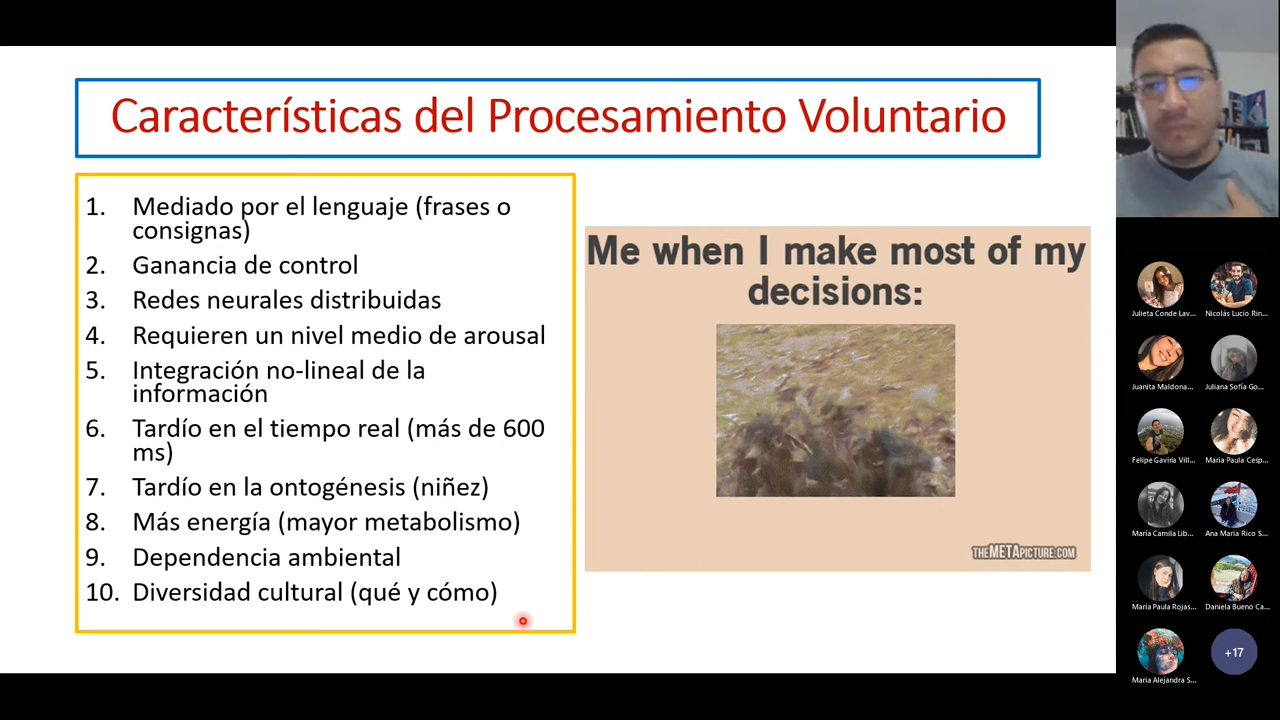 Características del Procesamiento Voluntario
1. Mediado por el lenguaje (frases o
consignas)
2. Ganancia de control
3. Redes neurales distribuidas
4. Requieren un nivel medio de arousal
5. Integración no-lineal de la
información
6. Tardío en el tiempo real (más de 600
ms)
7. Tardío en la ontogénesis (niñez)
8. Más energía (mayor metabolismo)
9. Dependencia ambiental
10. Diversidad cultural (qué y cómo)
Me when I make most of my
decisions:
THEMETAPICTURE.COM
Julieta Conde Lav...
Nicolás Lucio Rin...
Juanita Maldona...
Juliana Sofía Go...
Felipe Gaviria Vill...
Maria Paula Cesp...
María Camila Lib...
Ana Maria Rico S...
María Paula Rojas...
Daniela Bueno Ca...
Maria Alejandra S...
+17